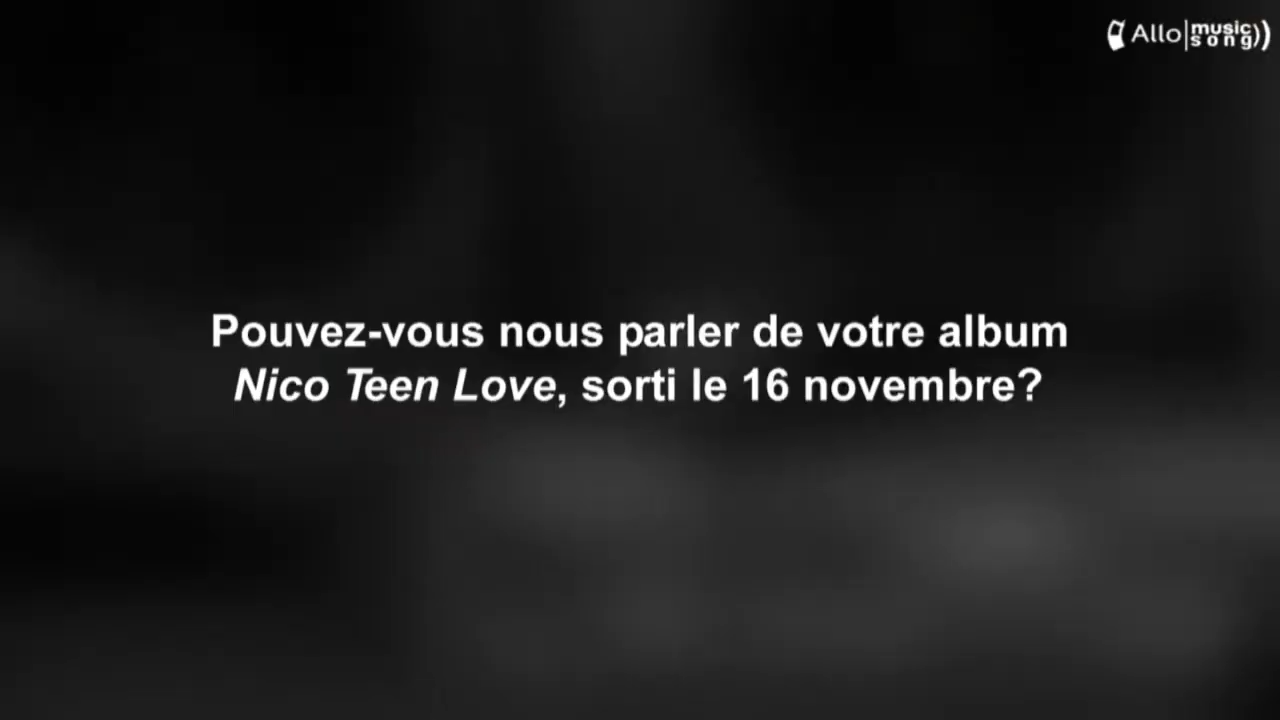 Allo music song
Pouvez-vous nous parler de votre album
Nico Teen Love, sorti le 16 novembre?